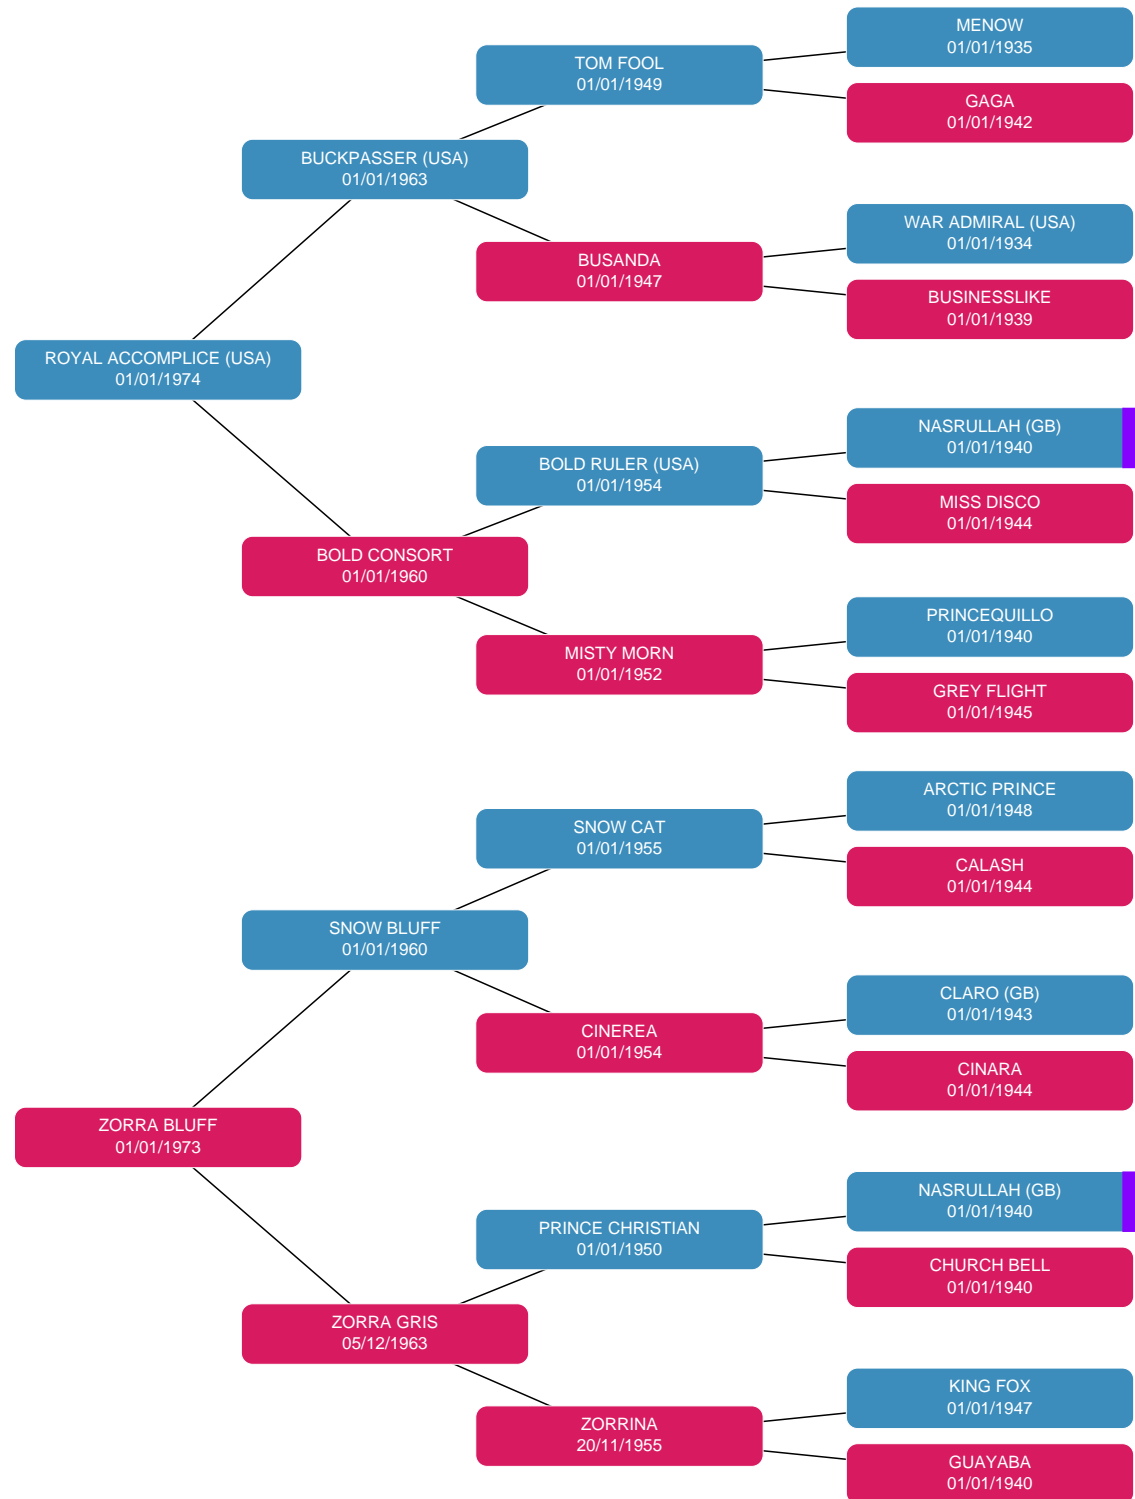 MENOW
01/01/1935
TOM FOOL
01/01/1949
GAGA
01/01/1942
BUCKPASSER (USA)
01/01/1963
WAR ADMIRAL (USA)
01/01/1934
BUSANDA
01/01/1947
BUSINESSLIKE
01/01/1939
ROYAL ACCOMPLICE (USA)
01/01/1974
NASRULLAH (GB)
01/01/1940
BOLD RULER (USA)
01/01/1954
MISS DISCO
01/01/1944
BOLD CONSORT
01/01/1960
PRINCEQUILLO
01/01/1940
MISTY MORN
01/01/1952
GREY FLIGHT
01/01/1945
ARCTIC PRINCE
01/01/1948
SNOW CAT
01/01/1955
CALASH
01/01/1944
SNOW BLUFF
01/01/1960
CLARO (GB)
01/01/1943
CINEREA
01/01/1954
CINARA
01/01/1944
ZORRA BLUFF
01/01/1973
NASRULLAH (GB)
01/01/1940
PRINCE CHRISTIAN
01/01/1950
CHURCH BELL
01/01/1940
ZORRA GRIS
05/12/1963
KING FOX
01/01/1947
ZORRINA
20/11/1955
GUAYABA
01/01/1940